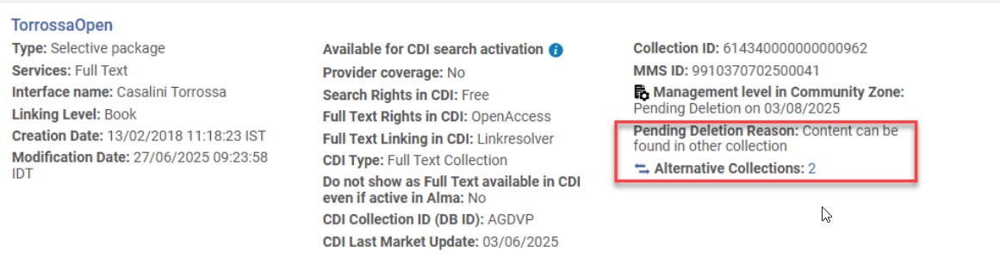 TorrossaOpen
Type: Selective package
Services: Full Text
Interface name: Casalini Torrossa
Linking Level: Book
Creation Date: 13/02/2018 11:18:23 IST
Modification Date: 27/06/2025 09:23:58
IDT
Available for CDI search activation i
Provider coverage: No
Search Rights in CDI: Free
Full Text Rights in CDI: OpenAccess
Full Text Linking in CDI: Linkresolver
CDI Type: Full Text Collection
Do not show as Full Text available in CDI
even if active in Alma: No
CDI Collection ID (DB ID): AGDVP
CDI Last Market Update: 03/06/2025
Collection ID: 614340000000000962
MMS ID: 9910370702500041
Management level in Community Zone:
Pending Deletion on 03/08/2025
Pending Deletion Reason: Content can be
found in other collection
Alternative Collections: 2